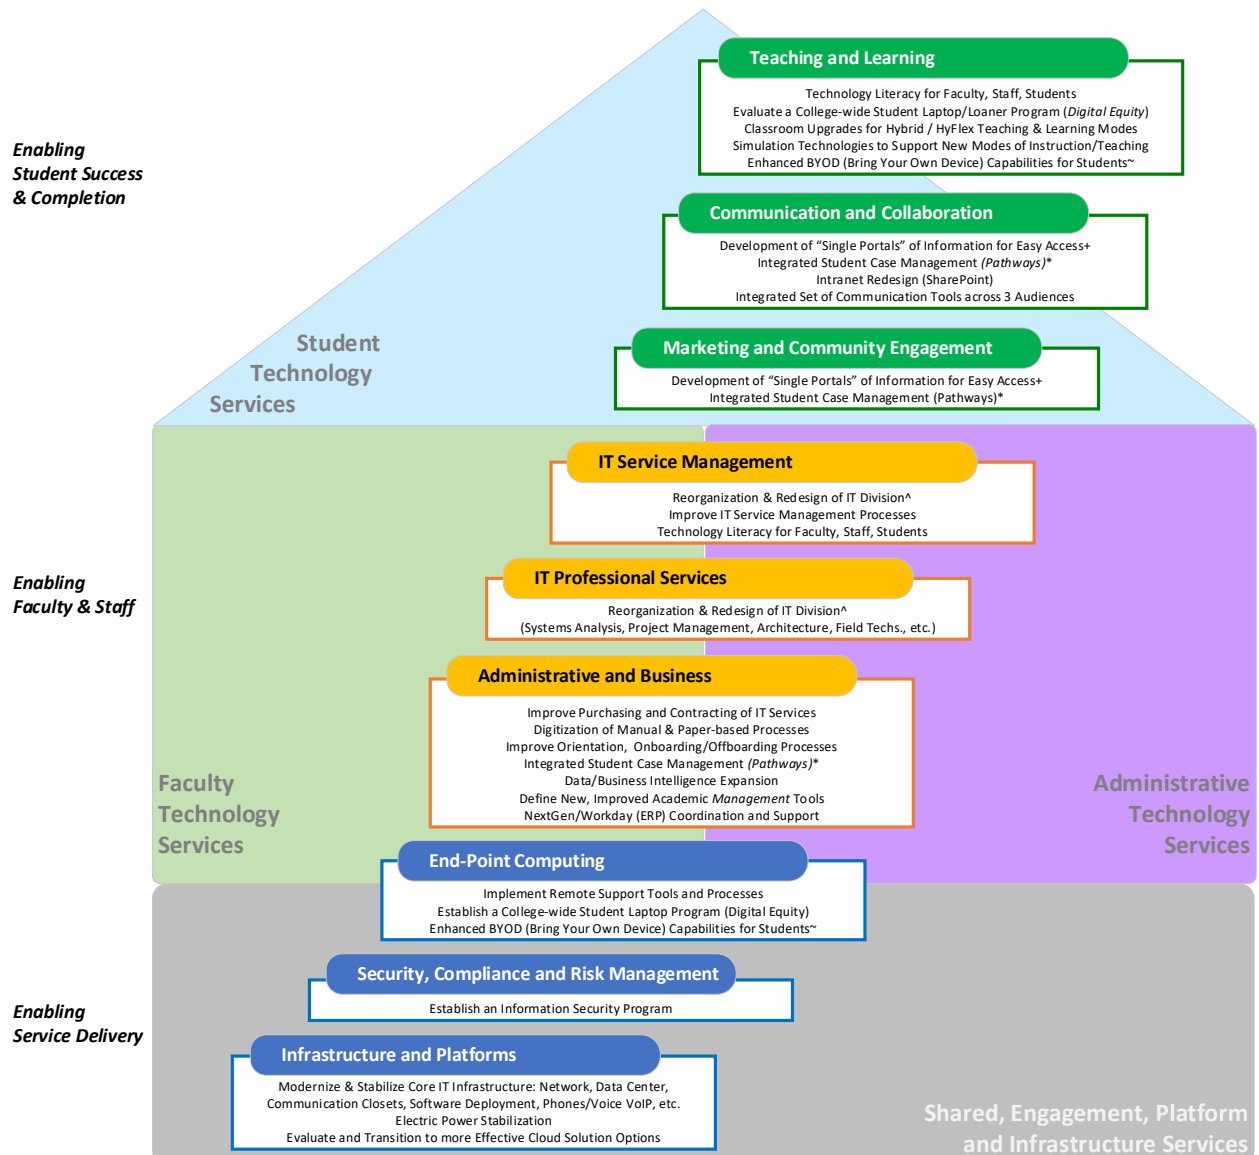 Teaching and Learning
Technology Literacy for Faculty, Staff, Students
Evaluate a College-wide Student Laptop/Loaner Program (Digital Equity)
Classroom Upgrades for Hybrid / HyFlex Teaching & Learning Modes
Simulation Technologies to Support New Modes of Instruction/Teaching
Enhanced BYOD (Bring Your Own Device) Capabilities for Students~
Enabling
Student Success
& Completion
Communication and Collaboration
Development of “Single Portals” of Information for Easy Access+
Integrated Student Case Management (Pathways)*
Intranet Redesign (SharePoint)
Integrated Set of Communication Tools across 3 Audiences
Student
Technology
Services
Marketing and Community Engagement
Development of “Single Portals” of Information for Easy Access+
Integrated Student Case Management (Pathways)*
IT Service Management
Reorganization & Redesign of IT Division^
Improve IT Service Management Processes
Technology Literacy for Faculty, Staff, Students
Enabling
Faculty & Staff
IT Professional Services
Reorganization & Redesign of IT Division^
(Systems Analysis, Project Management, Architecture, Field Techs., etc.)
Administrative and Business
Improve Purchasing and Contracting of IT Services
Digitization of Manual & Paper-based Processes
Improve Orientation, Onboarding/Offboarding Processes
Integrated Student Case Management (Pathways)*
Data/Business Intelligence Expansion
Define New, Improved Academic Management Tools
NextGen/Workday (ERP) Coordination and Support
Faculty
Technology
Services
Administrative
Technology
Services
End-Point Computing
Implement Remote Support Tools and Processes
Establish a College-wide Student Laptop Program (Digital Equity)
Enhanced BYOD (Bring Your Own Device) Capabilities for Students~
Security, Compliance and Risk Management
Establish an Information Security Program
Enabling
Service Delivery
Infrastructure and Platforms
Modernize & Stabilize Core IT Infrastructure: Network, Data Center,
Communication Closets, Software Deployment, Phones/Voice VoIP, etc.
Electric Power Stabilization
Evaluate and Transition to more Effective Cloud Solution Options
Shared, Engagement, Platform
and Infrastructure Services